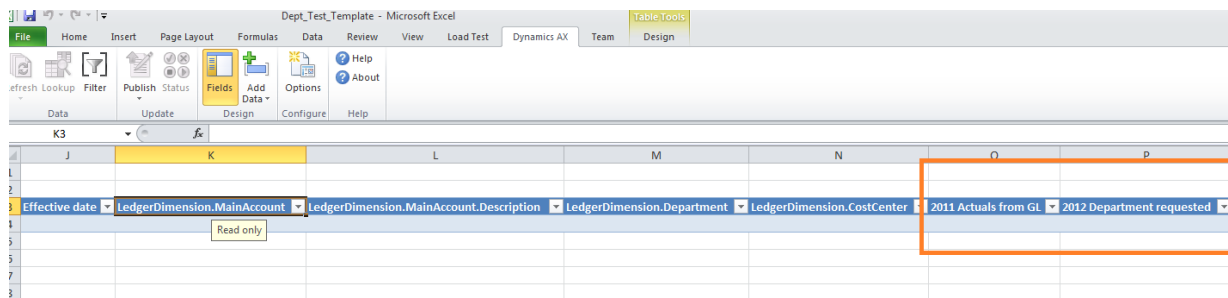 Dept_Test_Template - Microsoft Excel
Table Tools
File Home Insert Page Layout Formulas Data Review View Load Test Dynamics AX Team Design
Lookup Filter
Publish Status
Fields
Add Data
Options
Help
About
Data Update Design Configure Help
K3 fx
J K L M N O P
3 Effective date LedgerDimension.MainAccount LedgerDimension.MainAccount.Description LedgerDimension.Department LedgerDimension.CostCenter 2011 Actuals from GL 2012 Department requested
Read only